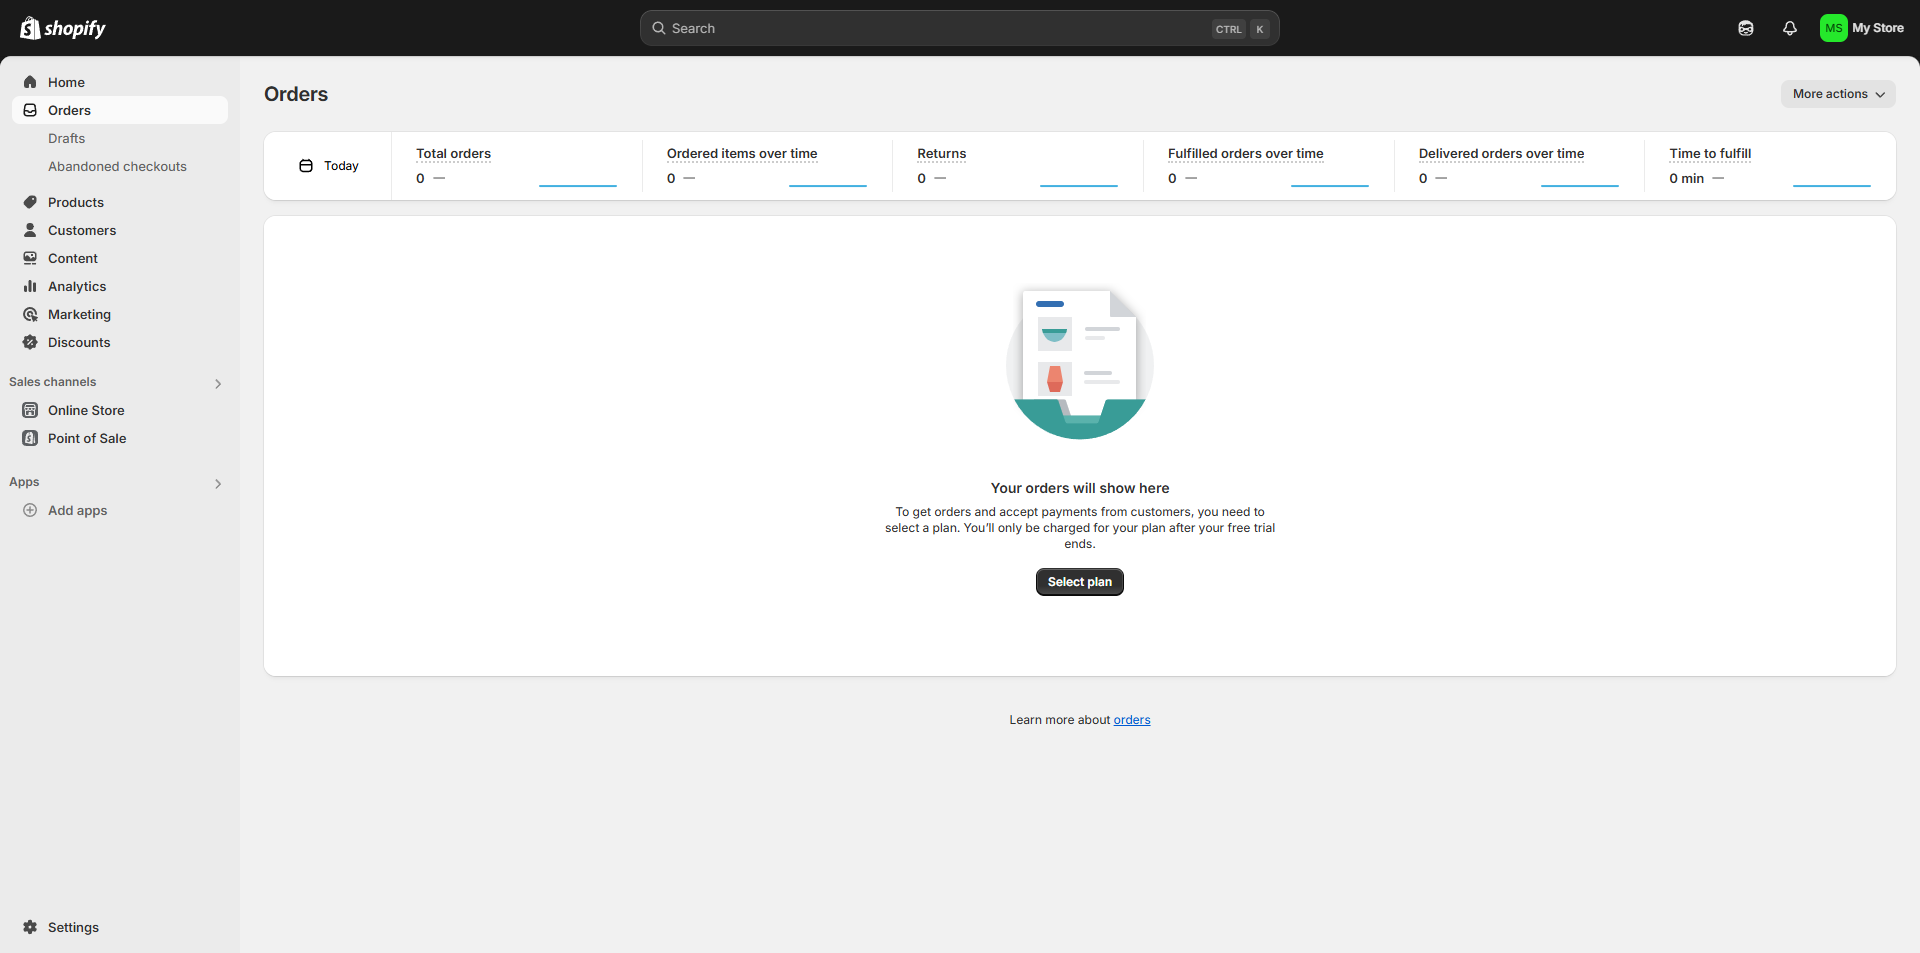 shopify
Search
CTRL K
MS My Store
Home
Orders
Drafts
Abandoned checkouts
Products
Customers
Content
Analytics
Marketing
Discounts
Sales channels
Online Store
Point of Sale
Apps
Add apps
Settings
Orders
More actions
Today
Total orders
0 —
Ordered items over time
0 —
Returns
0 —
Fulfilled orders over time
0 —
Delivered orders over time
0 —
Time to fulfill
0 min —
Your orders will show here
To get orders and accept payments from customers, you need to
select a plan. You’ll only be charged for your plan after your free trial
ends.
Select plan
Learn more about orders